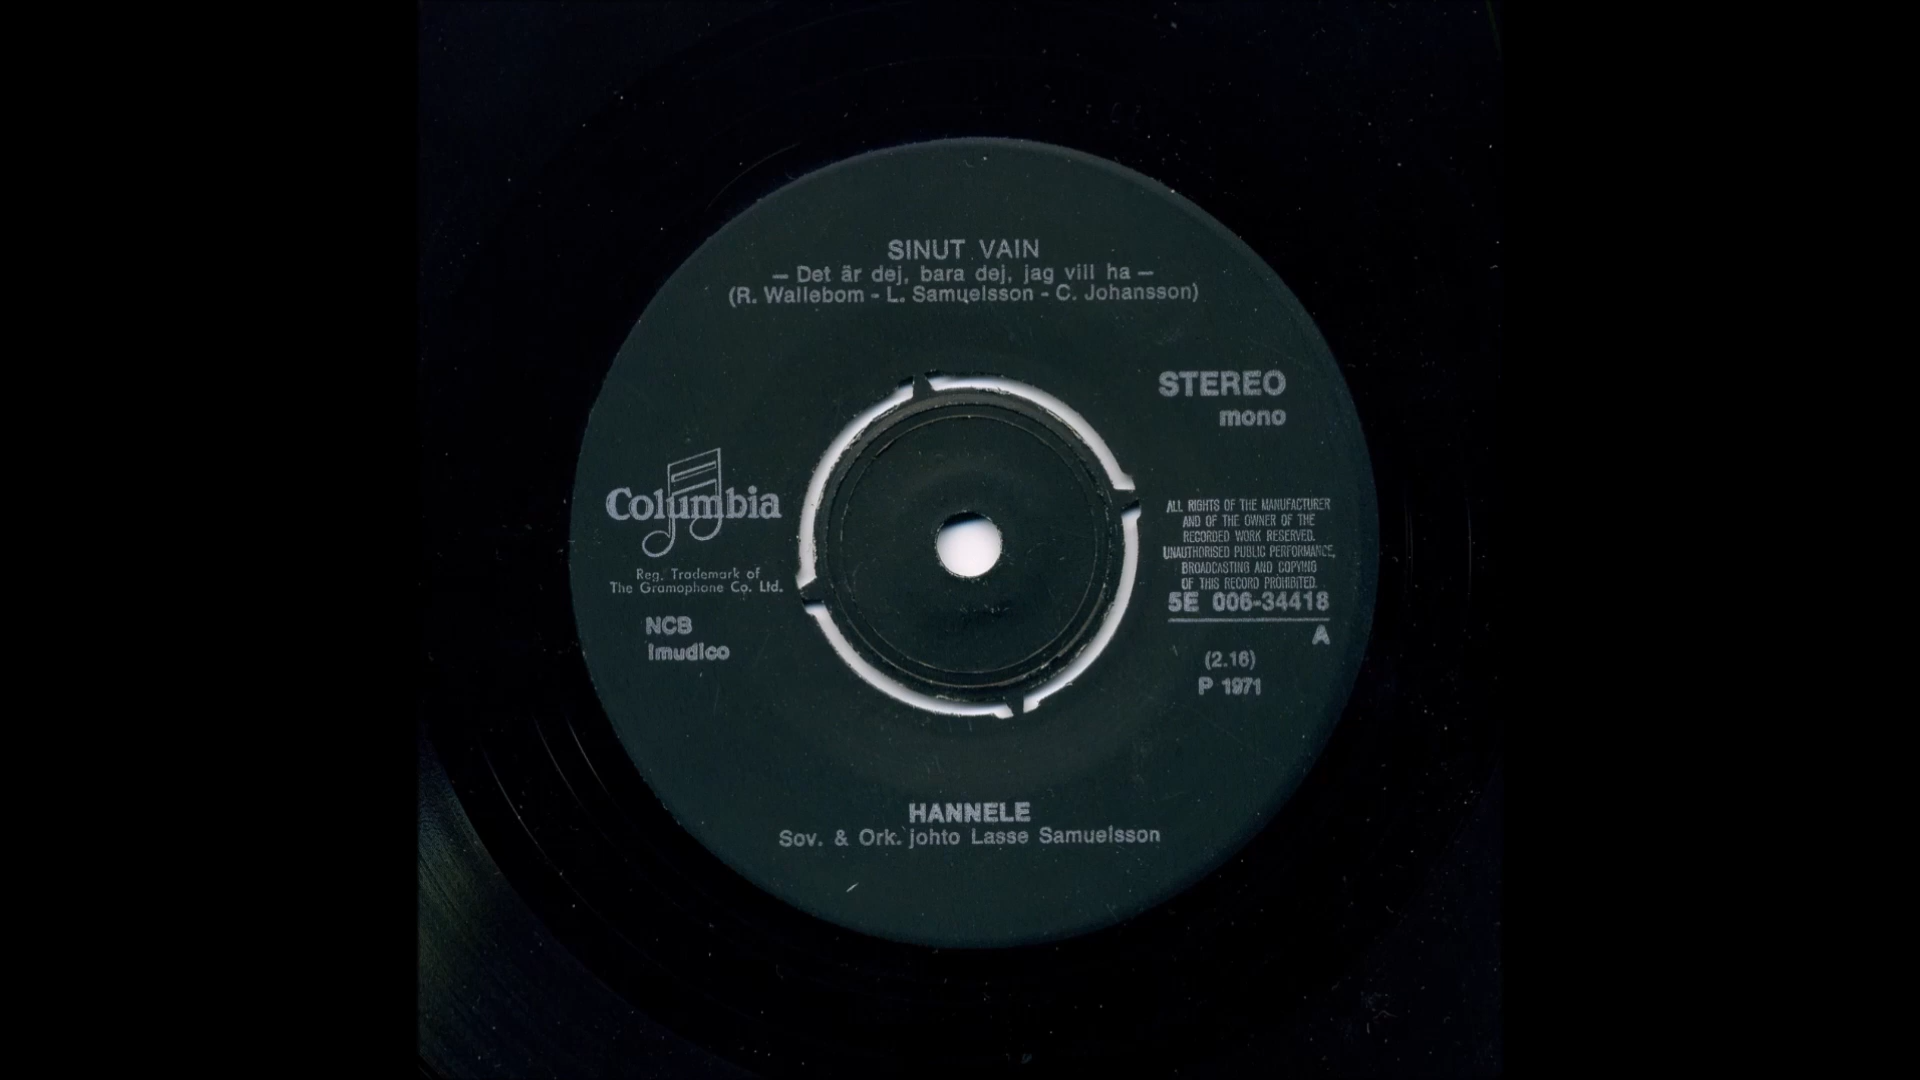 SINUT VAIN
— Det är dej, bara dej, jag vill ha —
(R. Wallebom - L. Samuelsson - C. Johansson)
STEREO
mono
Columbia
Reg. Trademark of
The Gramophone Co. Ltd.
NCB
imudico
ALL RIGHTS OF THE MANUFACTURER
AND OF THE OWNER OF THE
RECORDED WORK RESERVED.
UNAUTHORISED PUBLIC PERFORMANCE,
BROADCASTING AND COPYING
OF THIS RECORD PROHIBITED.
5E 006-34418
A
(2.16)
P 1971
HANNELE
Sov. & Ork. johto Lasse Samuelsson